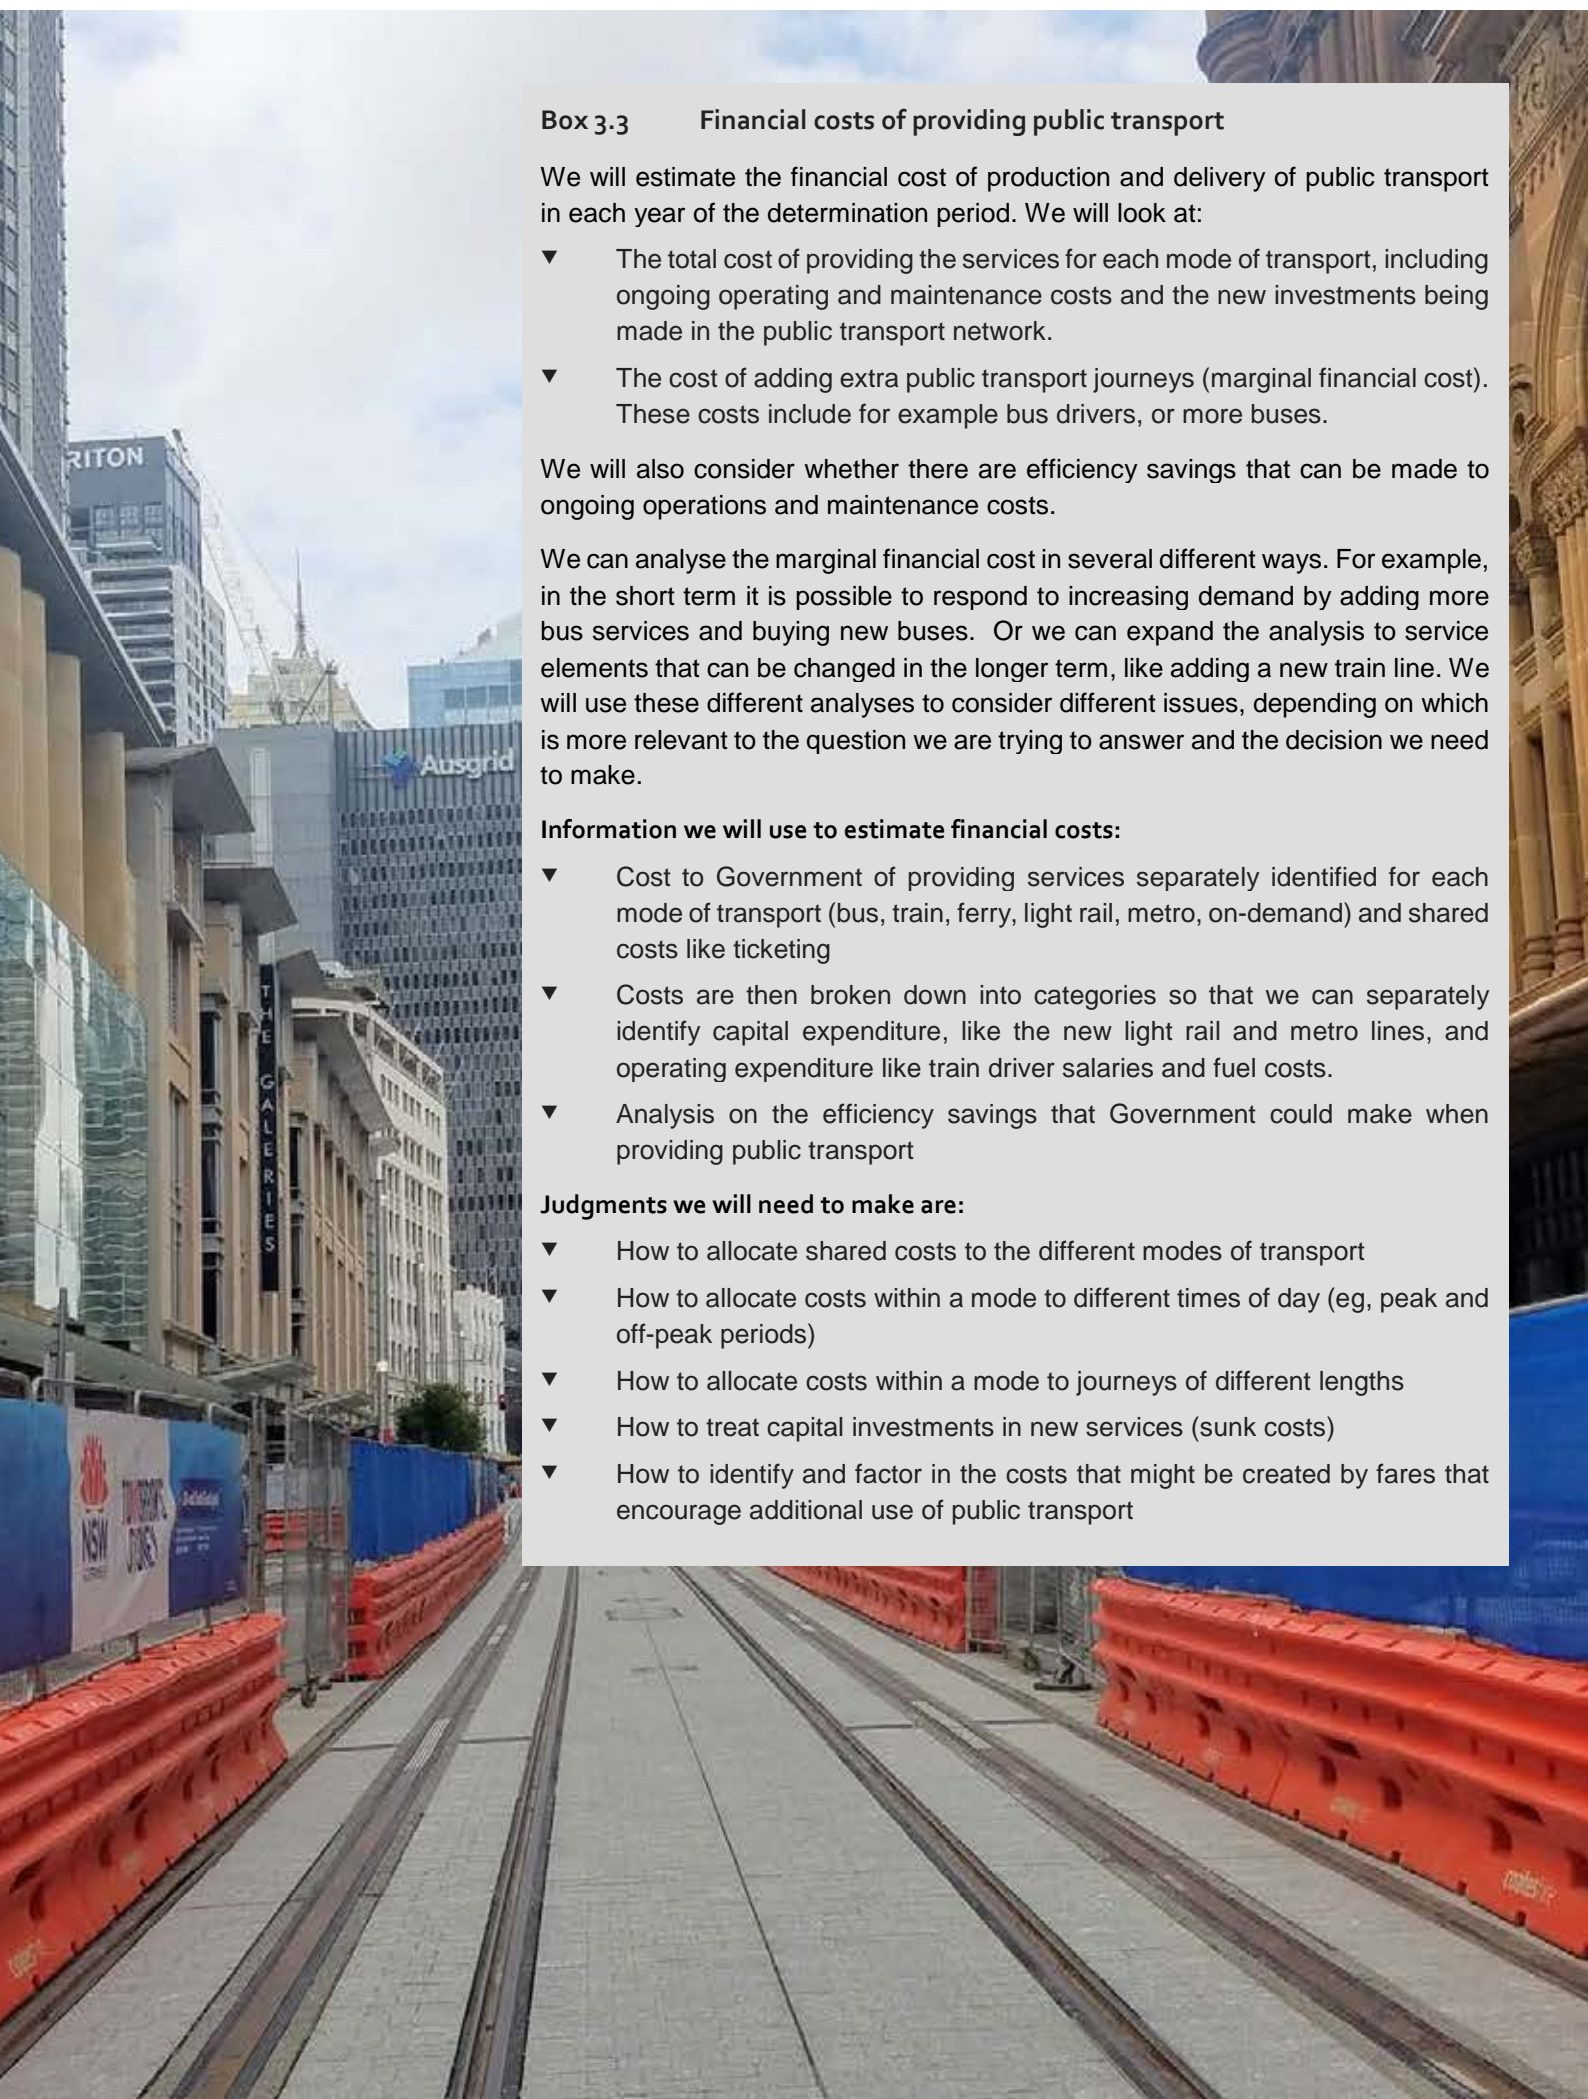 Box 3.3 Financial costs of providing public transport
We will estimate the financial cost of production and delivery of public transport
in each year of the determination period. We will look at:
▼ The total cost of providing the services for each mode of transport, including
ongoing operating and maintenance costs and the new investments being
made in the public transport network.
▼ The cost of adding extra public transport journeys (marginal financial cost).
These costs include for example bus drivers, or more buses.
We will also consider whether there are efficiency savings that can be made to
ongoing operations and maintenance costs.
We can analyse the marginal financial cost in several different ways. For example,
in the short term it is possible to respond to increasing demand by adding more
bus services and buying new buses. Or we can expand the analysis to service
elements that can be changed in the longer term, like adding a new train line. We
will use these different analyses to consider different issues, depending on which
is more relevant to the question we are trying to answer and the decision we need
to make.
Information we will use to estimate financial costs:
▼ Cost to Government of providing services separately identified for each
mode of transport (bus, train, ferry, light rail, metro, on-demand) and shared
costs like ticketing
▼ Costs are then broken down into categories so that we can separately
identify capital expenditure, like the new light rail and metro lines, and
operating expenditure like train driver salaries and fuel costs.
▼ Analysis on the efficiency savings that Government could make when
providing public transport
Judgments we will need to make are:
▼ How to allocate shared costs to the different modes of transport
▼ How to allocate costs within a mode to different times of day (eg, peak and
off-peak periods)
▼ How to allocate costs within a mode to journeys of different lengths
▼ How to treat capital investments in new services (sunk costs)
▼ How to identify and factor in the costs that might be created by fares that
encourage additional use of public transport
RITON
Ausgrid
THE GALERIES
NSW